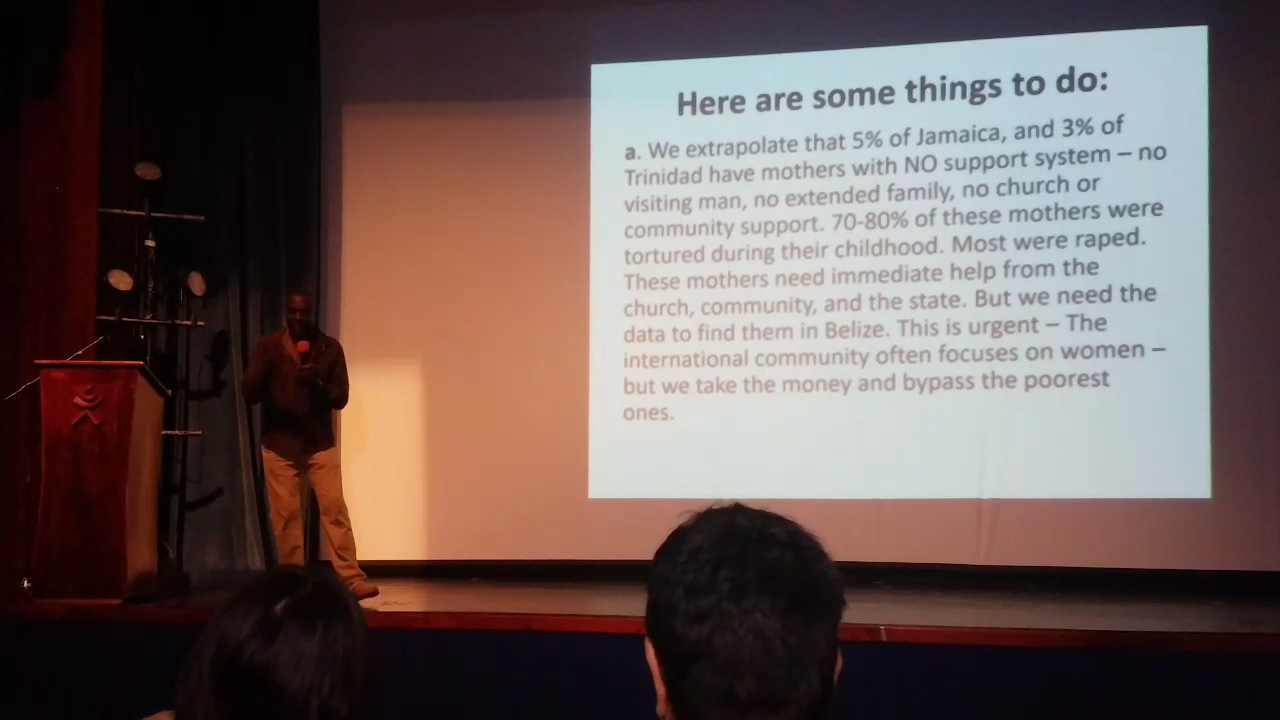 Here are some things to do:
a. We extrapolate that 5% of Jamaica, and 3% of
Trinidad have mothers with NO support system – no
visiting man, no extended family, no church or
community support. 70-80% of these mothers were
tortured during their childhood. Most were raped.
These mothers need immediate help from the
church, community, and the state. But we need the
data to find them in Belize. This is urgent – The
international community often focuses on women –
but we take the money and bypass the poorest
ones.